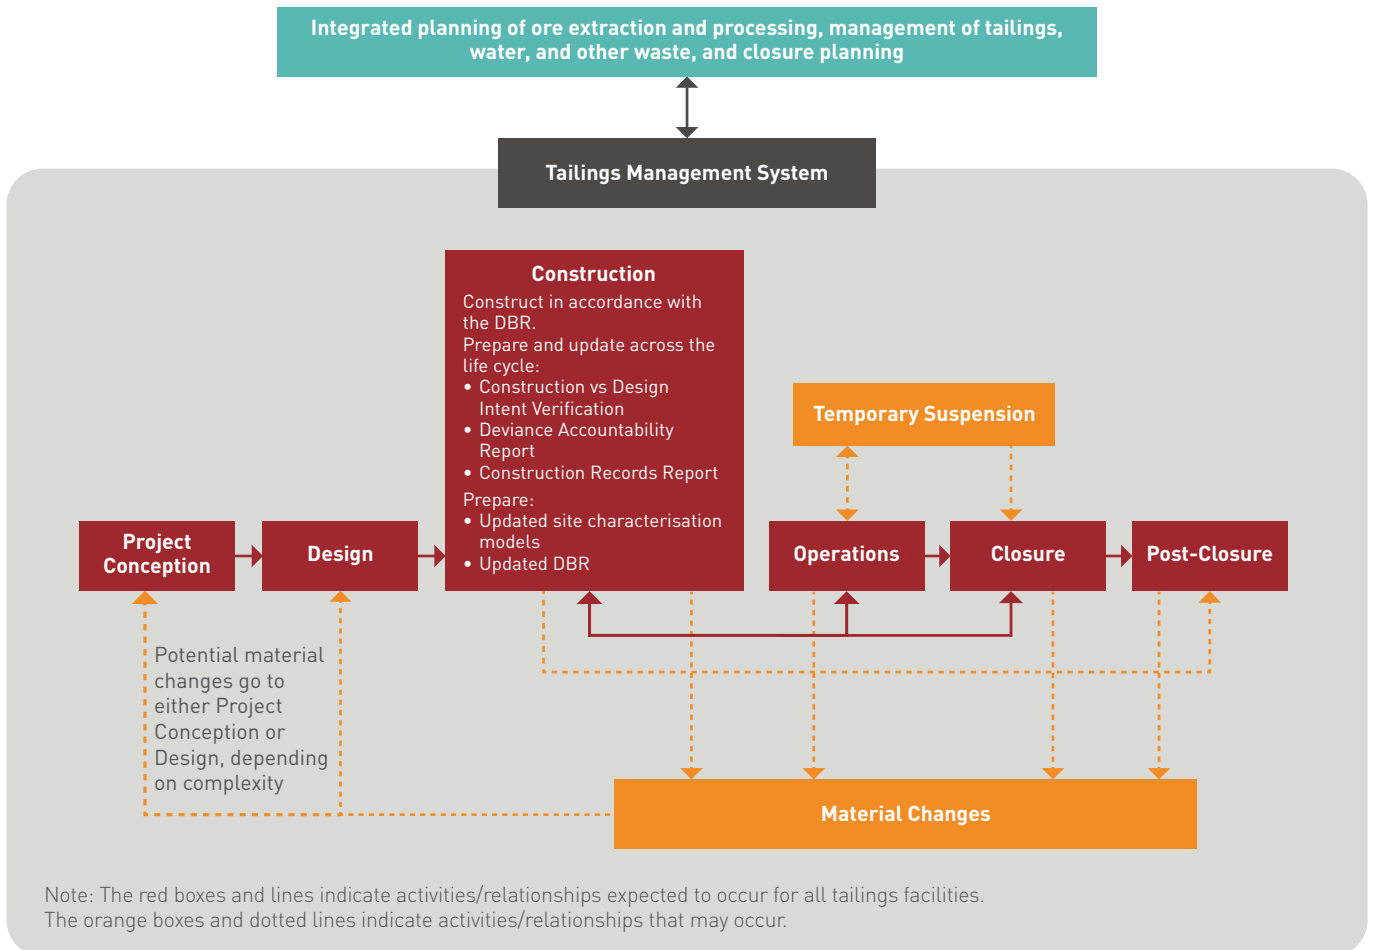 Integrated planning of ore extraction and processing, management of tailings,
water, and other waste, and closure planning
Tailings Management System
Construction
Construct in accordance with
the DBR.
Prepare and update across the
life cycle:
• Construction vs Design
Intent Verification
• Deviance Accountability
Report
• Construction Records Report
Prepare:
• Updated site characterisation
models
• Updated DBR
Temporary Suspension
Project
Conception
Design
Operations
Closure
Post-Closure
Potential material
changes go to
either Project
Conception or
Design, depending
on complexity
Material Changes
Note: The red boxes and lines indicate activities/relationships expected to occur for all tailings facilities.
The orange boxes and dotted lines indicate activities/relationships that may occur.